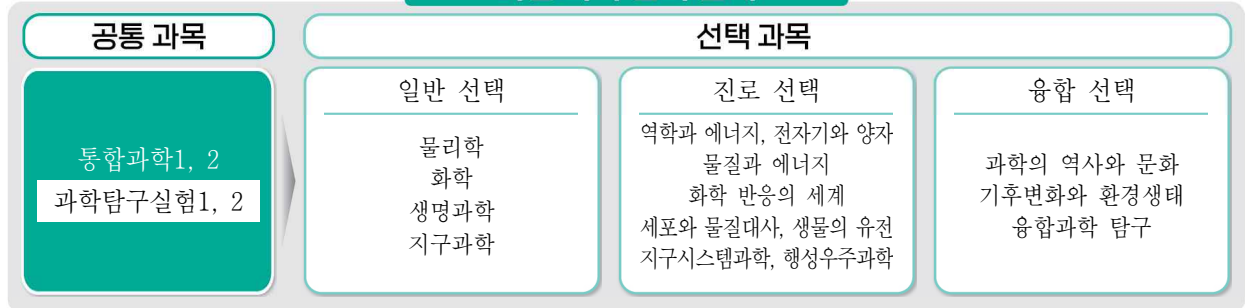 공통 과목
선택 과목
통합과학1, 2
과학탐구실험1, 2
일반 선택
물리학
화학
생명과학
지구과학
진로 선택
역학과 에너지, 전자기와 양자
물질과 에너지
화학 반응의 세계
세포와 물질대사, 생물의 유전
지구시스템과학, 행성우주과학
융합 선택
과학의 역사와 문화
기후변화와 환경생태
융합과학 탐구